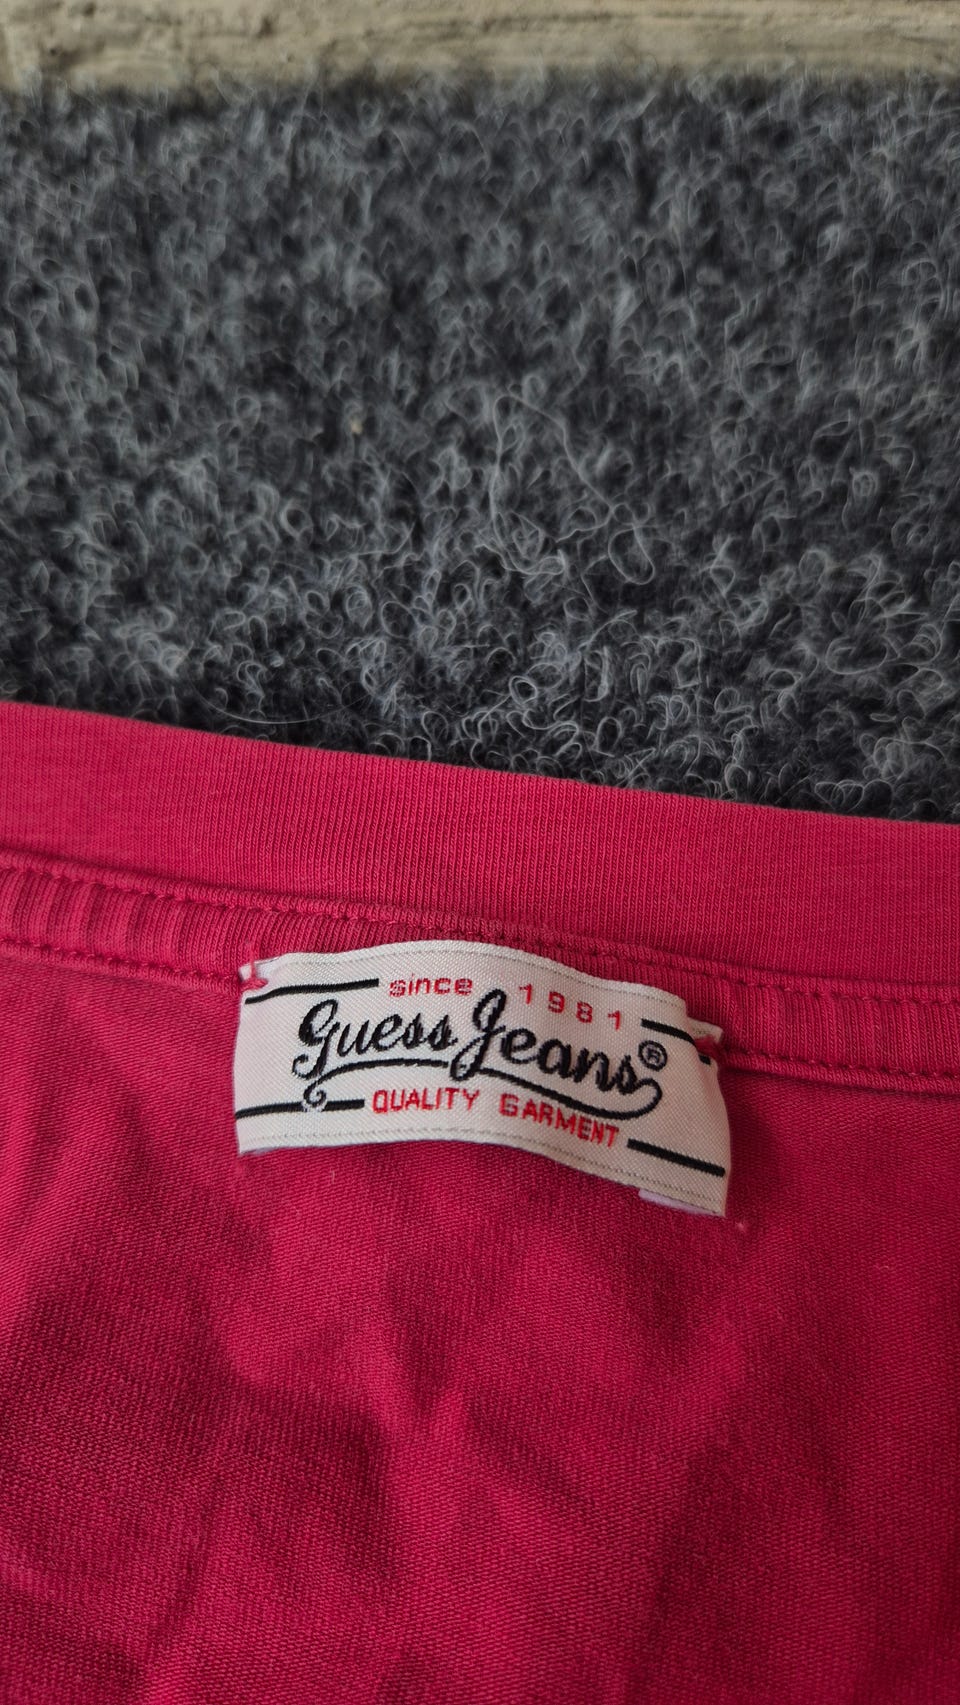 since 1981
Guess Jeans®
QUALITY GARMENT